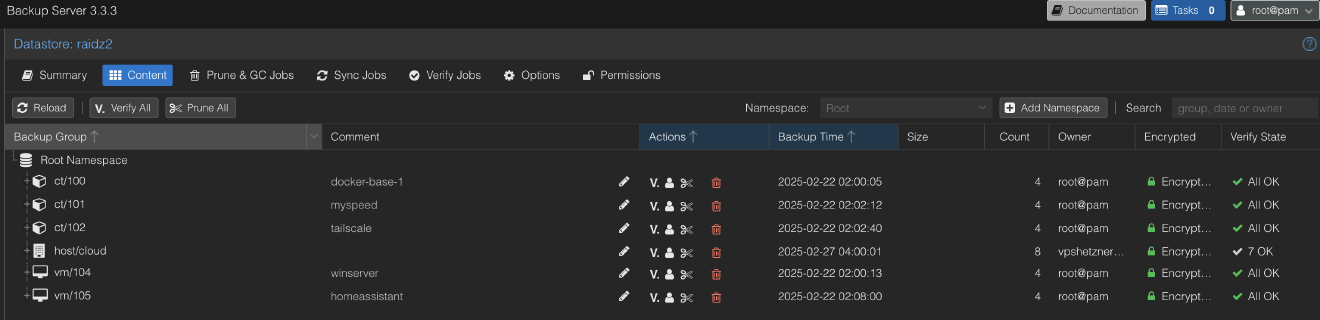 Backup Server 3.3.3 Documentation Tasks 0 root@pam
Datastore: raidz2
Summary Content Prune & GC Jobs Sync Jobs Verify Jobs Options Permissions
Reload V. Verify All Prune All Namespace: Root Add Namespace Search group, date or owner
Backup Group Comment Actions Backup Time Size Count Owner Encrypted Verify State
Root Namespace
ct/100 docker-base-1 V. 2025-02-22 02:00:05 4 root@pam Encrypt... All OK
ct/101 myspeed V. 2025-02-22 02:02:12 4 root@pam Encrypt... All OK
ct/102 tailscale V. 2025-02-22 02:02:40 4 root@pam Encrypt... All OK
host/cloud V. 2025-02-27 04:00:01 8 vpshetzner... Encrypt... 7 OK
vm/104 winserver V. 2025-02-22 02:00:13 4 root@pam Encrypt... All OK
vm/105 homeassistant V. 2025-02-22 02:08:00 4 root@pam Encrypt... All OK